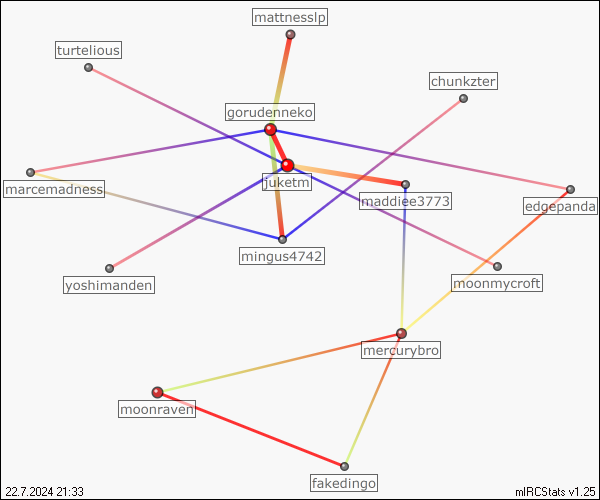 mattnesslp
turtelious
chunkzter
gorudenneko
juketm
marcemadness
maddiee3773
edgepanda
mingus4742
yoshimanden
moonmycroft
mercurybro
moonraven
fakedingo
22.7.2024 21:33
mIRCStats v1.25